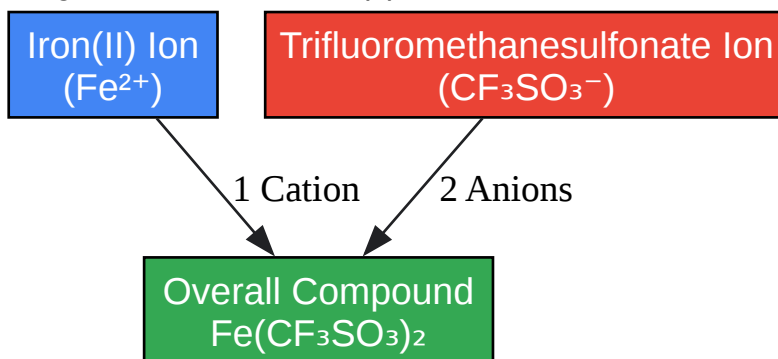 Iron(II) Ion
(Fe²⁺)
Trifluoromethanesulfonate Ion
(CF₃SO₃⁻)
1 Cation
2 Anions
Overall Compound
Fe(CF₃SO₃)₂